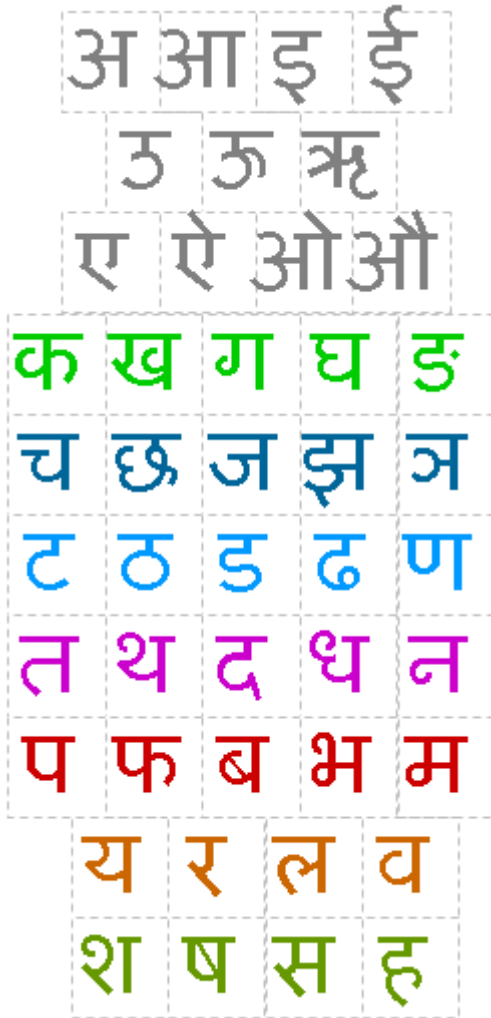 अ आ इ ई
उ ऊ ऋ
ए ऐ ओ औ
क ख ग घ ङ
च छ ज झ ञ
ट ठ ड ढ ण
त थ द ध न
प फ ब भ म
य र ल व
श ष स ह